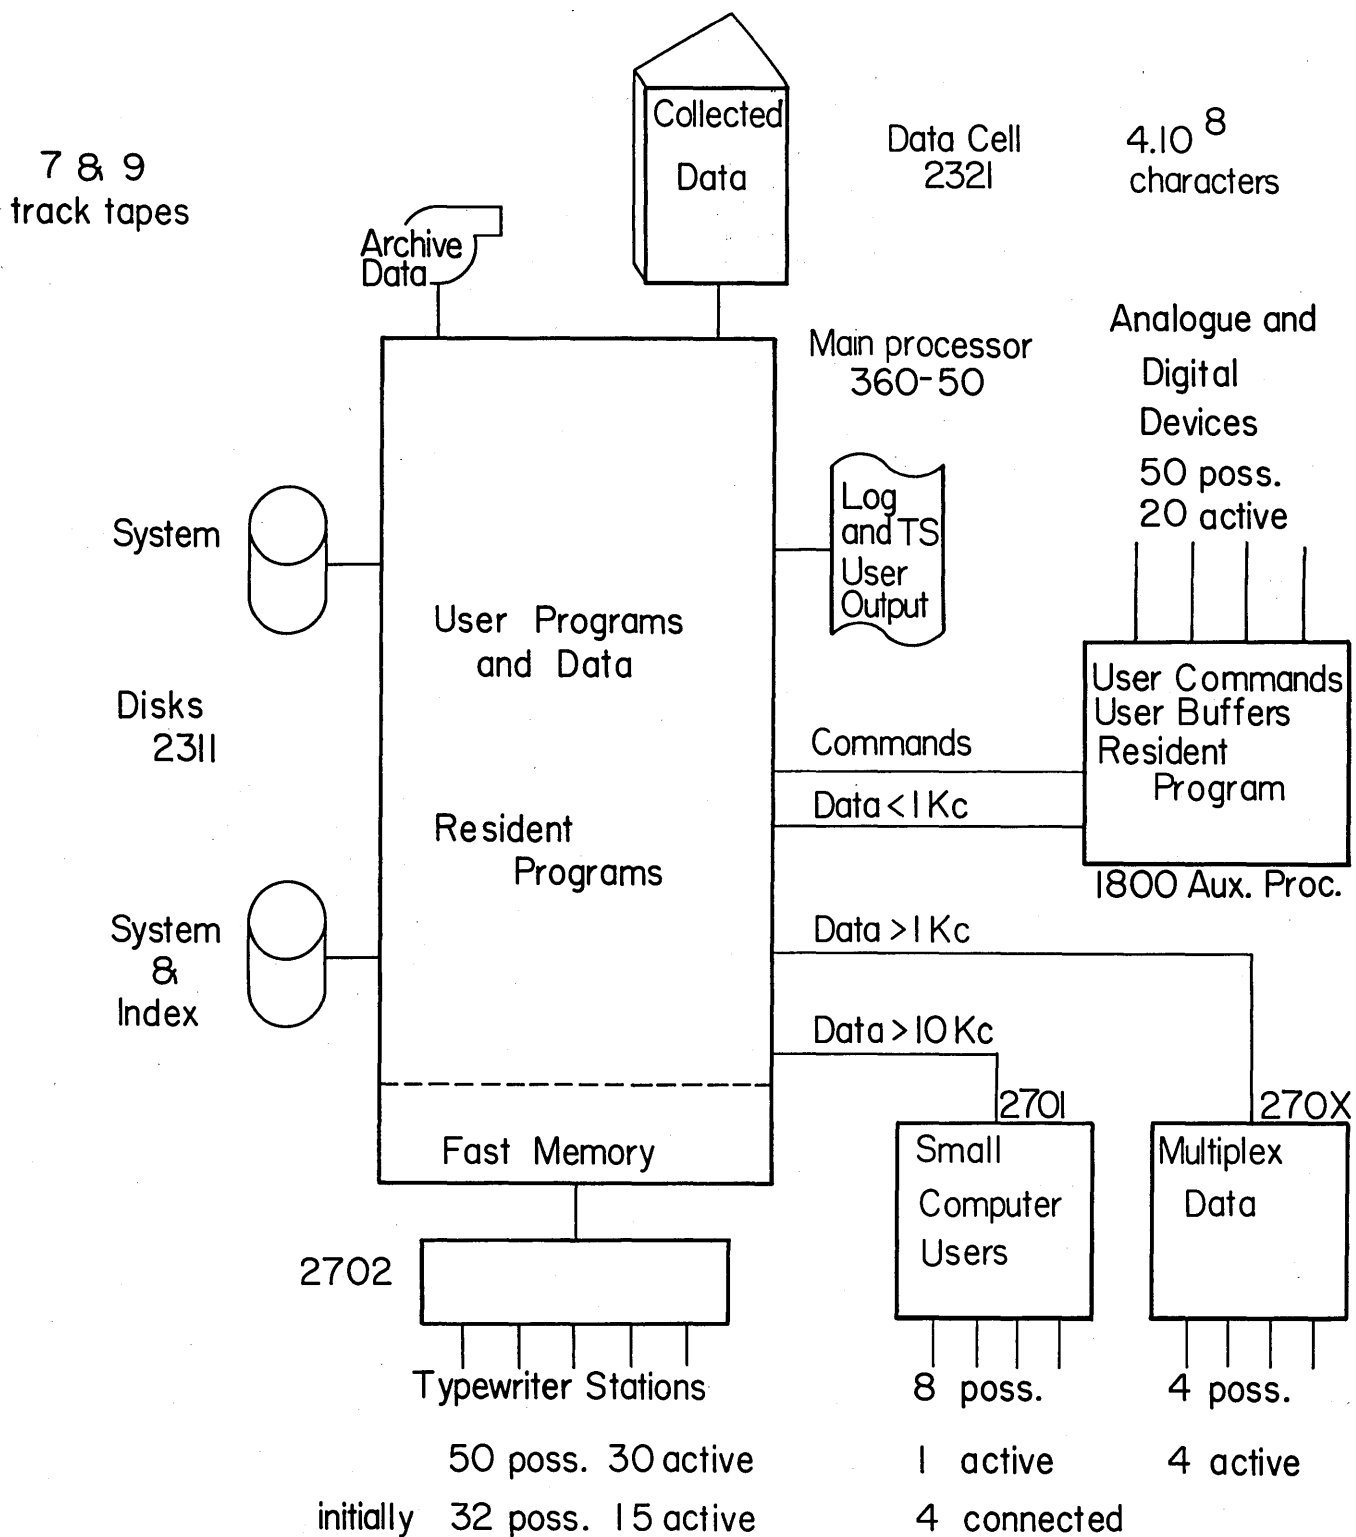 7 & 9
track tapes
Archive
Data
Collected
Data
Data Cell
2321
4.10 8
characters
Main processor
360-50
Analogue and
Digital
Devices
50 poss.
20 active
System
Log
and TS
User
Output
User Programs
and Data
Disks
2311
User Commands
User Buffers
Resident
Program
1800 Aux. Proc.
Commands
Data < 1 Kc
Resident
Programs
Data > 1 Kc
System
&
Index
Data > 10 Kc
2701
270X
Fast Memory
Small
Computer
Users
Multiplex
Data
2702
Typewriter Stations
50 poss. 30 active
initially 32 poss. 15 active
8 poss.
1 active
4 connected
4 poss.
4 active